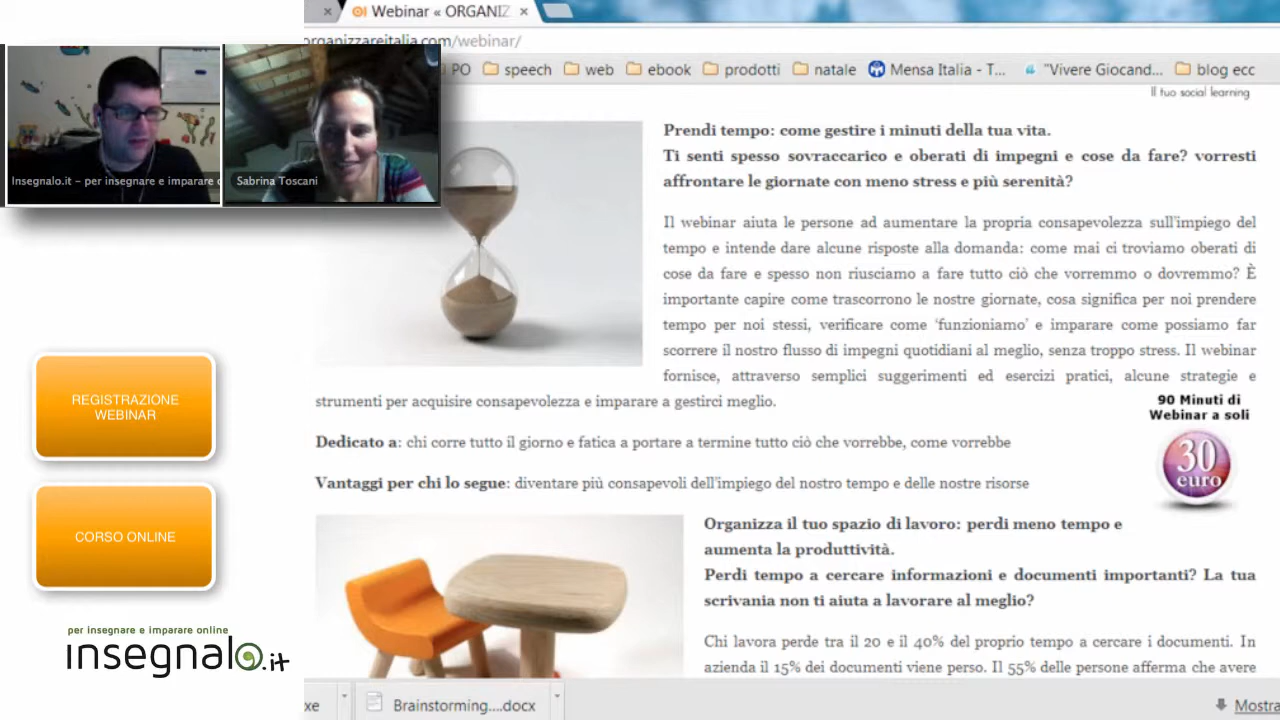 Webinar « ORGANIZ
organizzareitalia.com/webinar/
PO speech web ebook prodotti natale Mensa Italia - T... "Vivere Giocand... blog ecc
Insegnalo.it – per insegnare e imparare
Sabrina Toscani
Il tuo social learning
Prendi tempo: come gestire i minuti della tua vita.
Ti senti spesso sovraccarico e oberati di impegni e cose da fare? vorresti
affrontare le giornate con meno stress e più serenità?
Il webinar aiuta le persone ad aumentare la propria consapevolezza sull'impiego del
tempo e intende dare alcune risposte alla domanda: come mai ci troviamo oberati di
cose da fare e spesso non riusciamo a fare tutto ciò che vorremmo o dovremmo? È
importante capire come trascorrono le nostre giornate, cosa significa per noi prendere
tempo per noi stessi, verificare come 'funzioniamo' e imparare come possiamo far
scorrere il nostro flusso di impegni quotidiani al meglio, senza troppo stress. Il webinar
fornisce, attraverso semplici suggerimenti ed esercizi pratici, alcune strategie e
strumenti per acquisire consapevolezza e imparare a gestirci meglio.
90 Minuti di
Webinar a soli
30
euro
Dedicato a: chi corre tutto il giorno e fatica a portare a termine tutto ciò che vorrebbe, come vorrebbe
Vantaggi per chi lo segue: diventare più consapevoli dell'impiego del nostro tempo e delle nostre risorse
Organizza il tuo spazio di lavoro: perdi meno tempo e
aumenta la produttività.
Perdi tempo a cercare informazioni e documenti importanti? La tua
scrivania non ti aiuta a lavorare al meglio?
Chi lavora perde tra il 20 e il 40% del proprio tempo a cercare i documenti. In
azienda il 15% dei documenti viene perso. Il 55% delle persone afferma che avere
REGISTRAZIONE
WEBINAR
CORSO ONLINE
per insegnare e imparare online
insegnalo.it
xe
Brainstorming....docx
Mostra